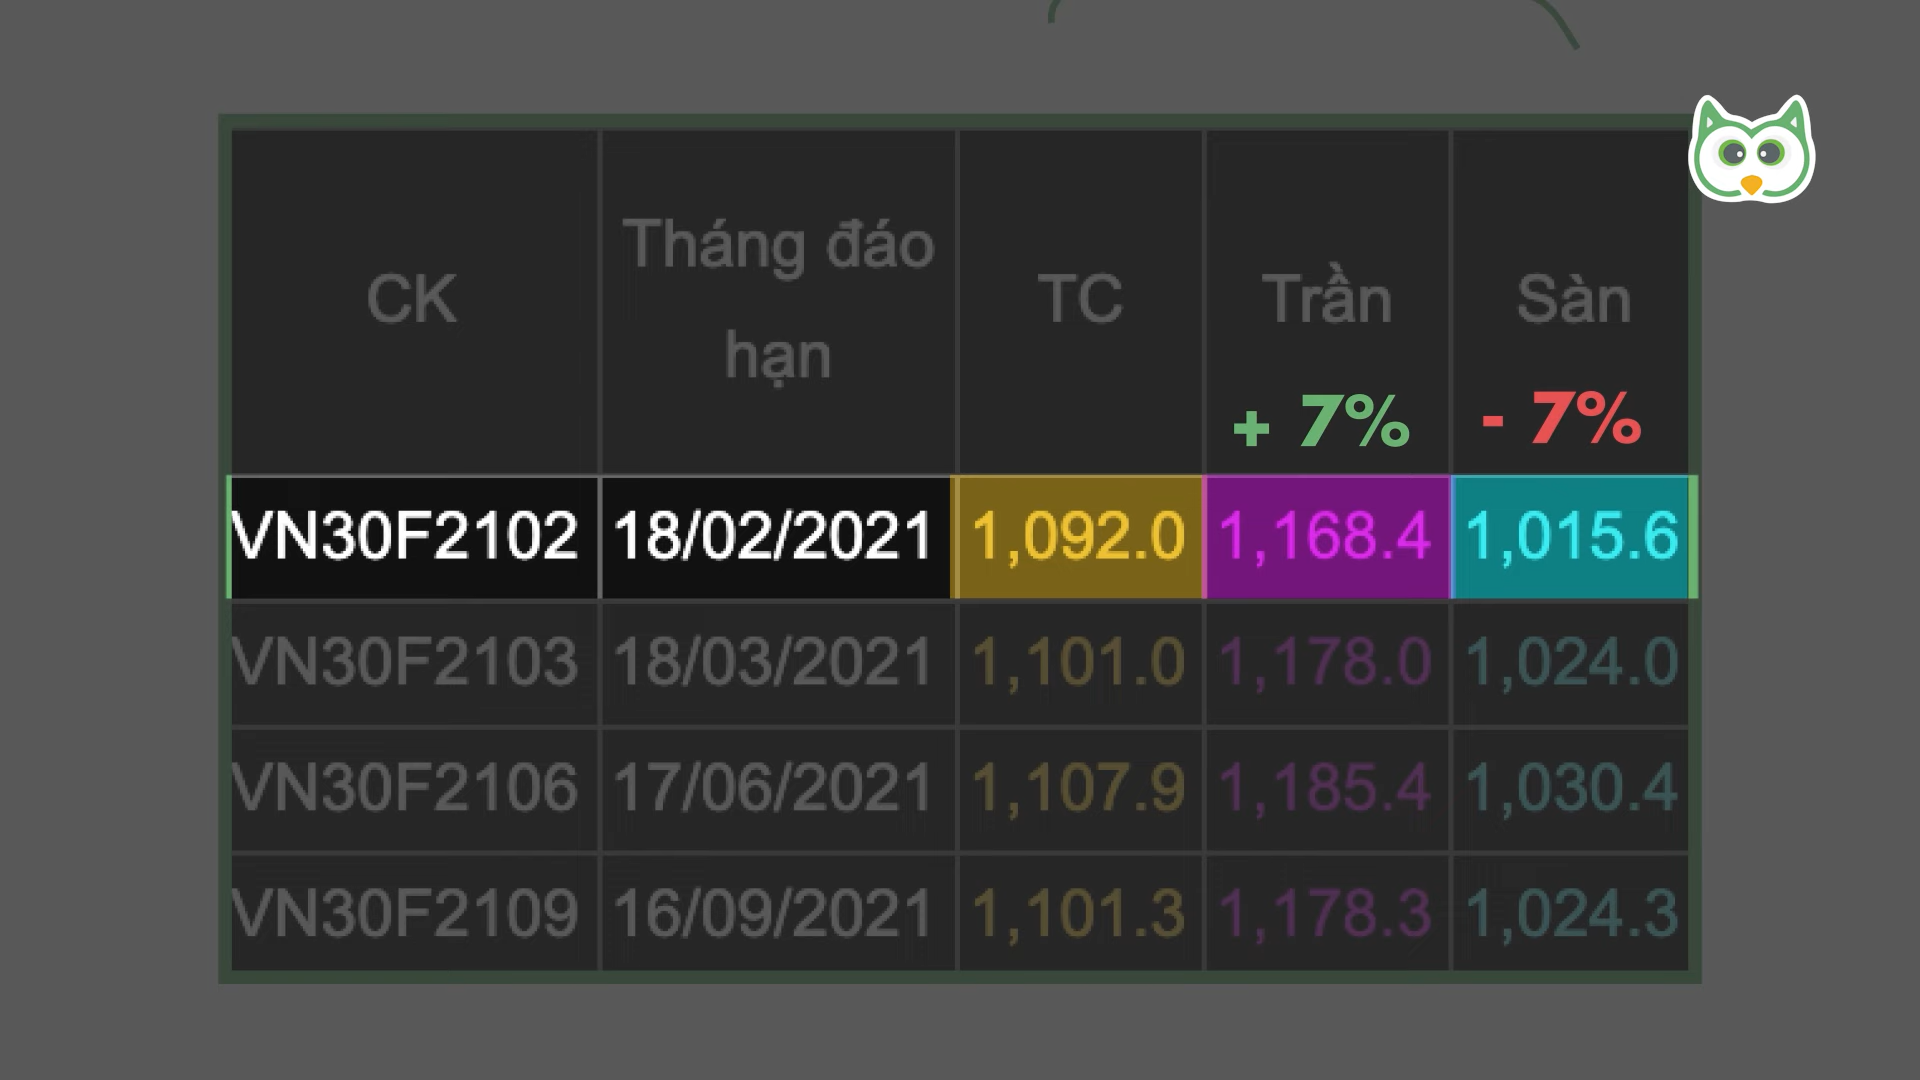 CK Tháng đáo hạn TC Trần Sàn
+ 7% - 7%
VN30F2102 18/02/2021 1,092.0 1,168.4 1,015.6
VN30F2103 18/03/2021 1,101.0 1,178.0 1,024.0
VN30F2106 17/06/2021 1,107.9 1,185.4 1,030.4
VN30F2109 16/09/2021 1,101.3 1,178.3 1,024.3